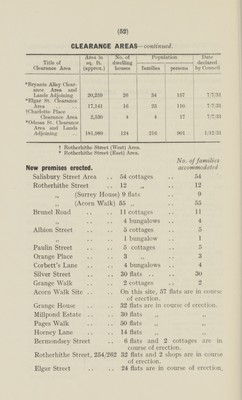 (52)
CLEARANCE AREAS—continued.
Title of Clearance Area | Area in sq. ft. (approx.) | No. of dwelling houses | Population families | persons | Date declared by Council
*Bryants Alley Clearance Area and Lands Adjoining 20,239 26 34 137 7/7/31
*Elgar St. Clearance Area 17,141 16 23 110 7/7/31
†Charlotte Place Clearance Area 2,530 4 4 17 7/7/31
*Odessa St. Clearance Area and Lands Adjoining 181,980 134 216 901 1/12/31
† Rotherhithe Street (West) Area.
* Rotherhithe Street (East) Area.
New premises erected. No. of families accommodated
Salisbury Street Area .. 54 cottages 54
Rotherhithe Street .. 12 „ .. 12
„ (Surrey House) 9 flats .. 9
„ (Acorn Walk) 55 „ .. 55
Brunel Road .. .. 11 cottages .. 11
„ .. .. 4 bungalows .. 4
Albion Street .. .. 5 cottages .. 5
„ .. .. 1 bungalow .. 1
Paulin Street .. .. 5 cottages .. 5
Orange Place .. .. 3 „ .. 3
Corbett's Lane .. .. 4 bungalows .. 4
Silver Street .. .. 30 flats .. .. 30
Grange Walk .. .. 2 cottages .. 2
Acorn Walk Site .. .. On this site, 57 flats are in course of erection.
Grange House .. 32 flats are in course of erection.
Millpond Estate .. 30 flats „ „
Pages Walk .. .. 50 flats „ „
Horney Lane .. .. 14 flats „ „
Bermondsey Street .. 6 flats and 2 cottages are in course of erection.
Rotherhithe Street, 254/262 32 flats and 2 shops are in course of erection.
Elgar Street .. .. 24 flats are in course of erection,